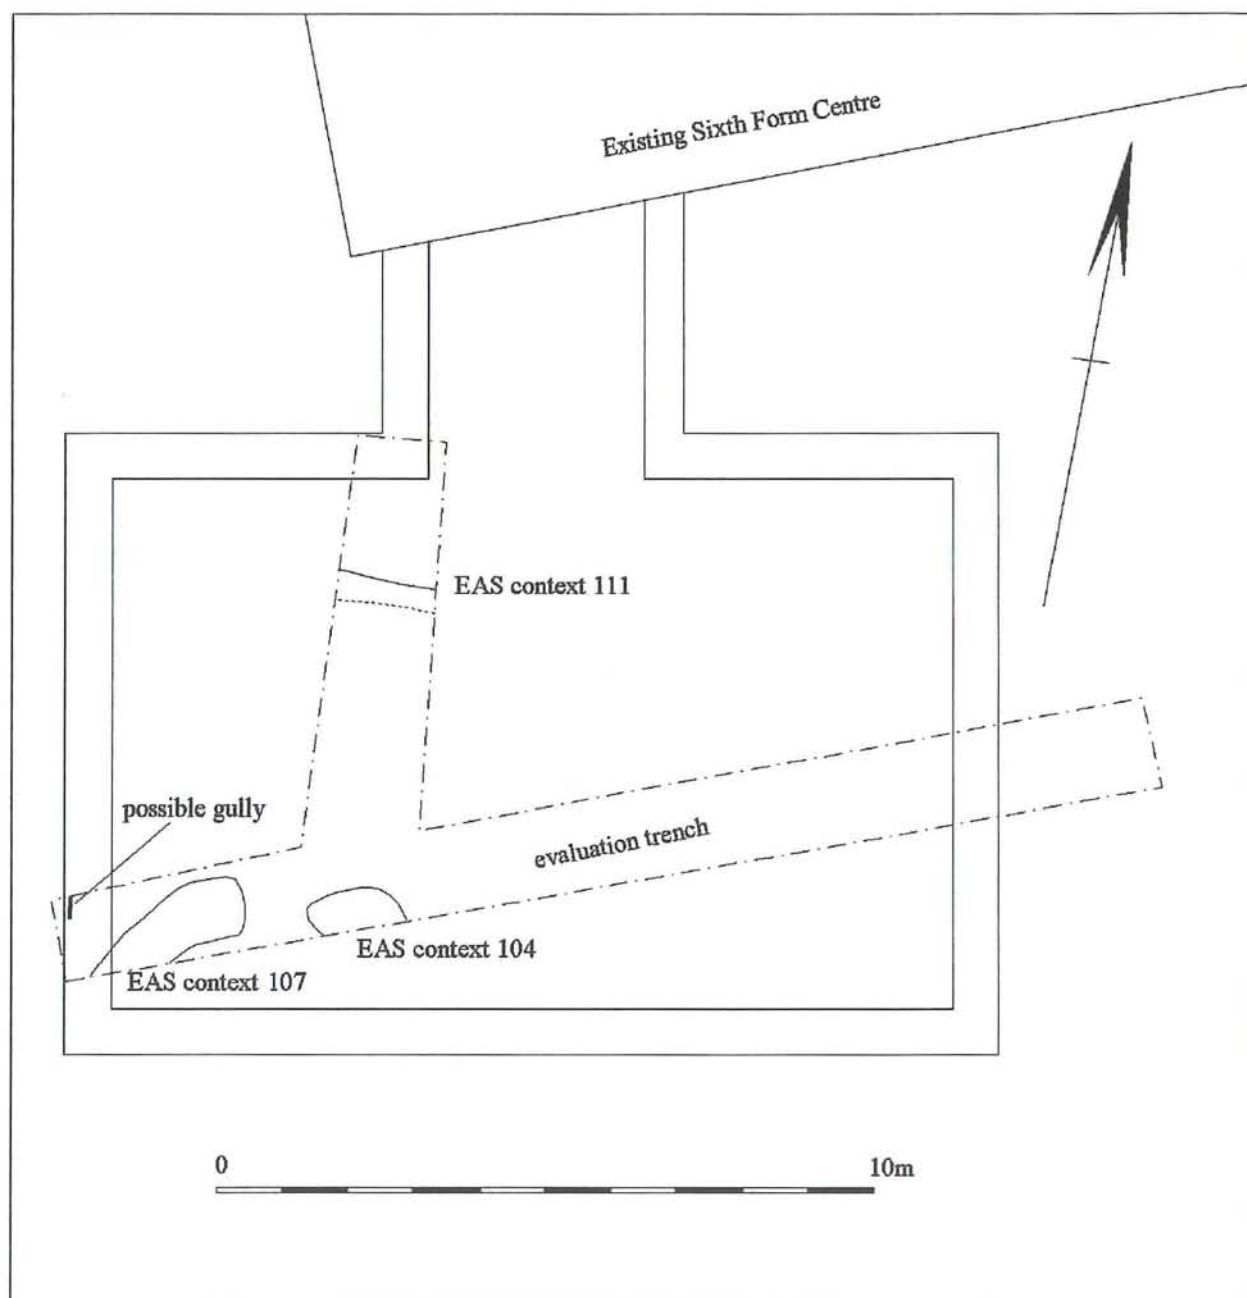 Existing Sixth Form Centre
EAS context 111
possible gully
evaluation trench
EAS context 104
EAS context 107
0
10m